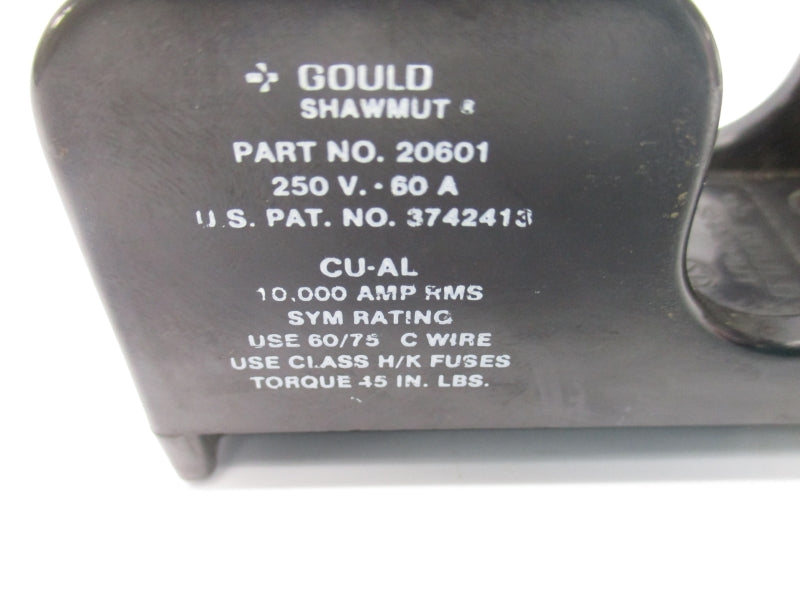 GOULD
SHAWMUT ®
PART NO. 20601
250 V. - 60 A
U.S. PAT. NO. 3742413
CU-AL
10,000 AMP RMS
SYM RATING
USE 60/75 C WIRE
USE CLASS H/K FUSES
TORQUE 45 IN. LBS.